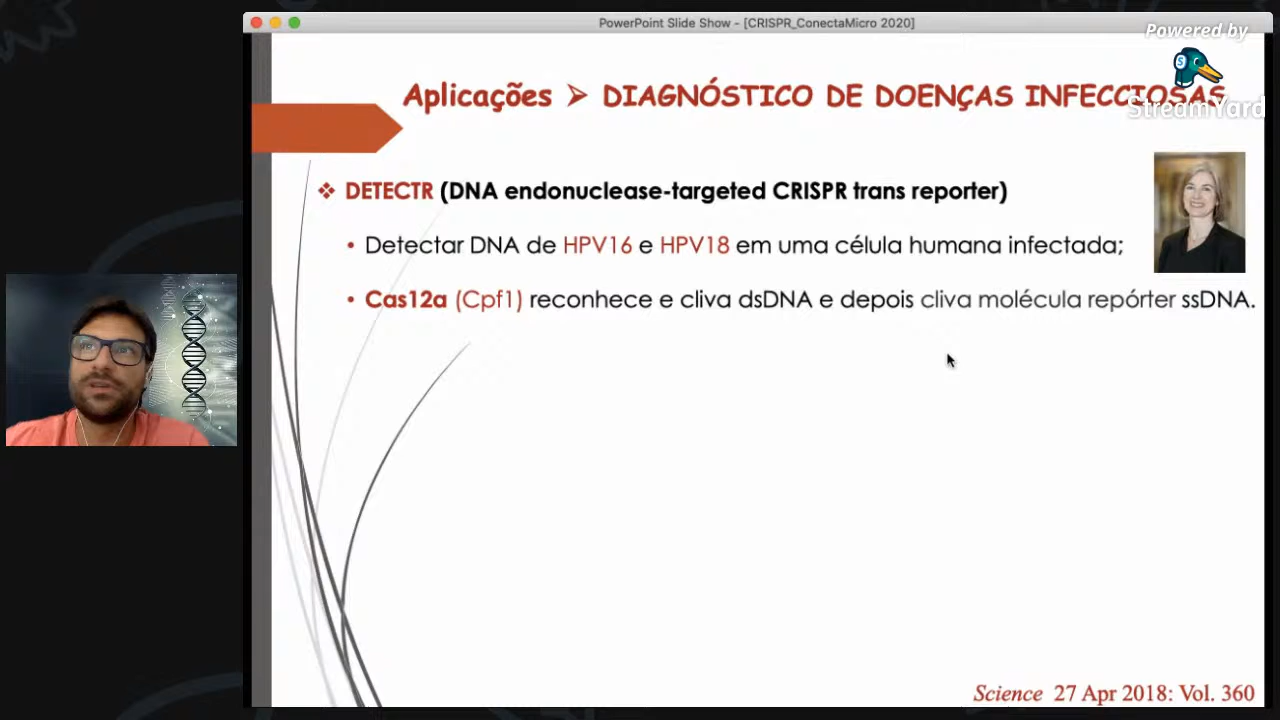 PowerPoint Slide Show - [CRISPR_ConectaMicro 2020]
Powered by
S
StreamYard
Aplicações ➢ DIAGNÓSTICO DE DOENÇAS INFECCIOSAS
❖ DETECTR (DNA endonuclease-targeted CRISPR trans reporter)
• Detectar DNA de HPV16 e HPV18 em uma célula humana infectada;
• Cas12a (Cpf1) reconhece e cliva dsDNA e depois cliva molécula repórter ssDNA.
Science 27 Apr 2018: Vol. 360